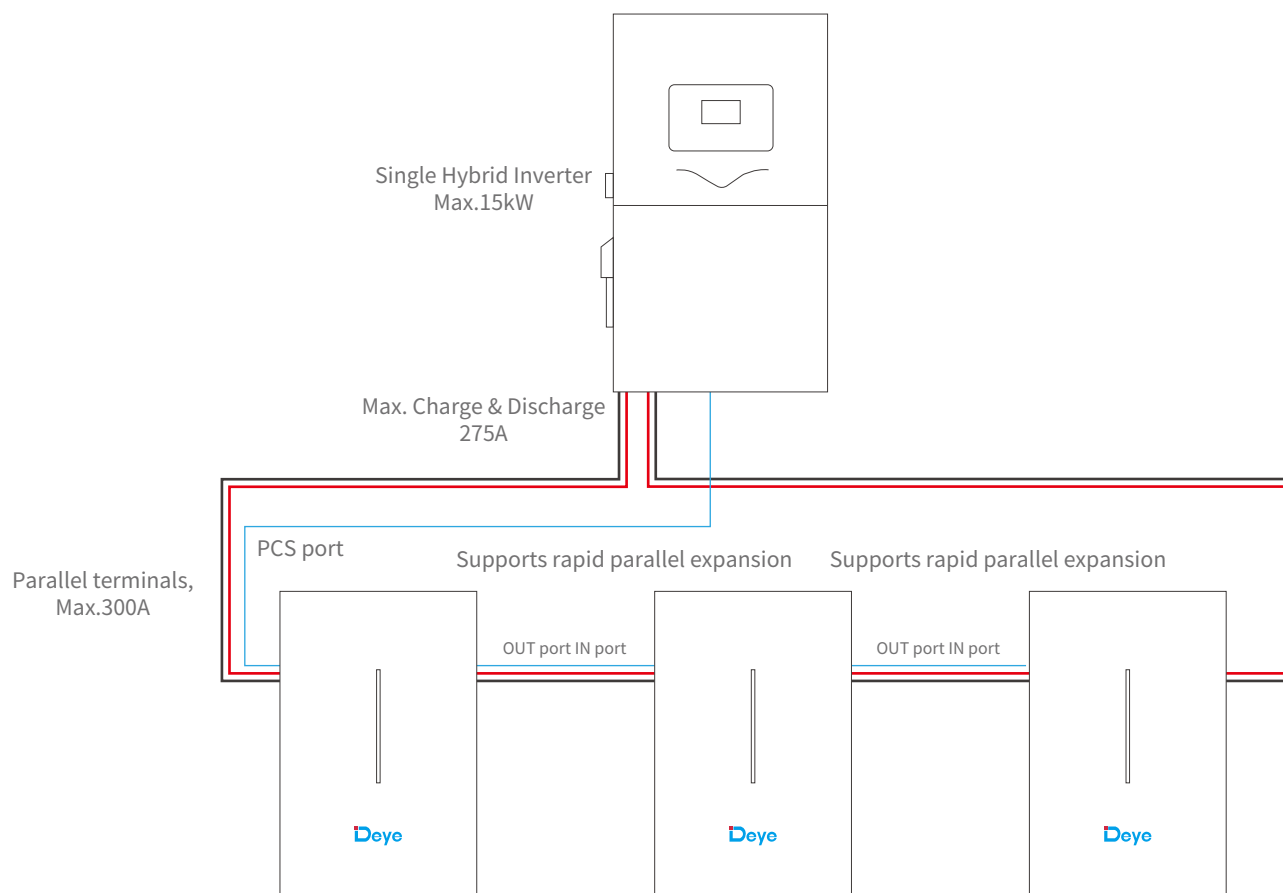 Single Hybrid Inverter
Max.15kW
Max. Charge & Discharge
275A
PCS port
Supports rapid parallel expansion
Supports rapid parallel expansion
Parallel terminals,
Max.300A
OUT port IN port
OUT port IN port
Deye
Deye
Deye